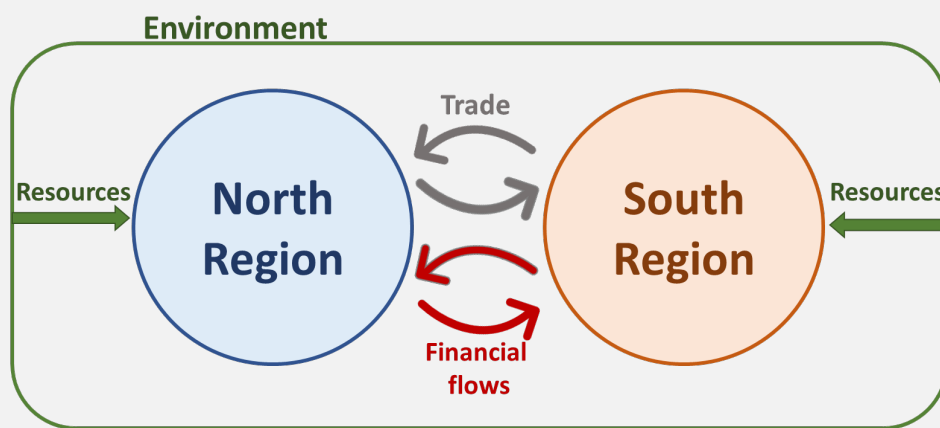 Environment
Trade
Resources
North
Region
South
Region
Resources
Financial
flows